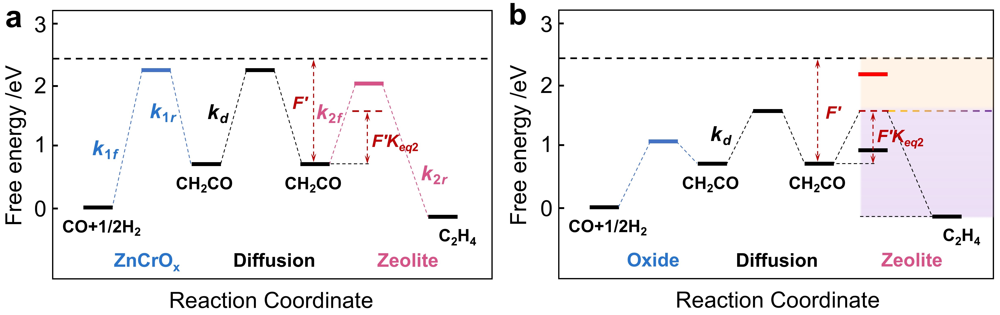 a
Free energy /eV
3
2
1
0
k1f
k1r
kd
F'
k2f
F'Keq2
k2r
CO+1/2H2
CH2CO
CH2CO
C2H4
ZnCrOx
Diffusion
Zeolite
Reaction Coordinate
b
Free energy /eV
3
2
1
0
kd
F'
F'Keq2
CO+1/2H2
CH2CO
CH2CO
C2H4
Oxide
Diffusion
Zeolite
Reaction Coordinate